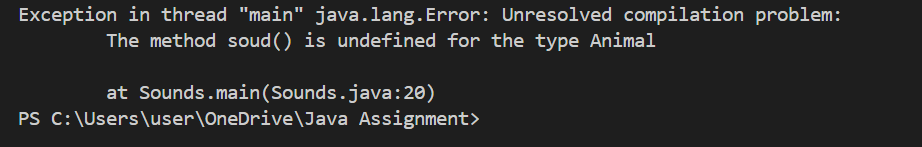 Exception in thread "main" java.lang.Error: Unresolved compilation problem:
The method soud() is undefined for the type Animal
at Sounds.main(Sounds.java:20)
PS C:\Users\user\OneDrive\Java Assignment>